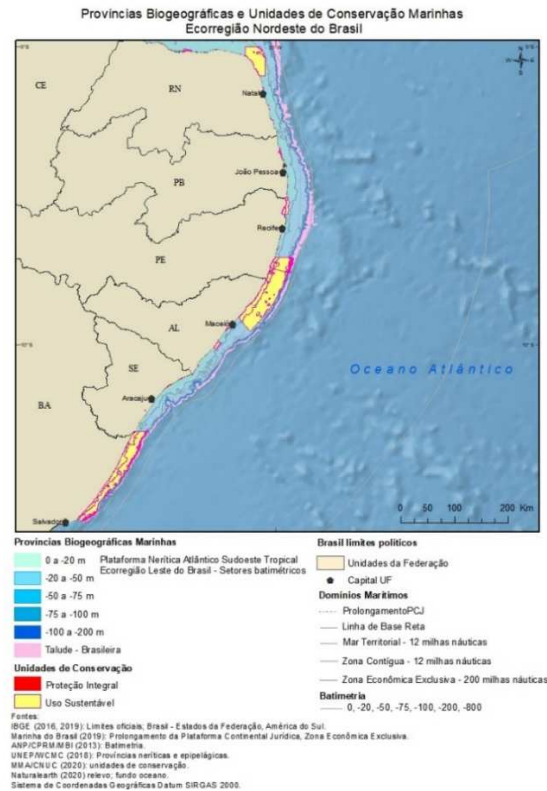 Províncias Biogeográficas e Unidades de Conservação Marinhas
Ecorregião Nordeste do Brasil
CE
RN
Natal
João Pessoa
PB
Recife
PE
AL
Maceió
SE
Aracaju
BA
Salvador
Oceano Atlântico
0 50 100 200 Km
Províncias Biogeográficas Marinhas
0 a -20 m
-20 a -50 m
-50 a -75 m
-75 a -100 m
-100 a -200 m
Talude - Brasileira
Plataforma Nerítica Atlântico Sudoeste Tropical
Ecorregião Leste do Brasil - Setores batimétricos
Unidades de Conservação
Proteção Integral
Uso Sustentável
Brasil limites políticos
Unidades da Federação
Capital UF
Domínios Marítimos
ProlongamentoPCJ
Linha de Base Reta
Mar Territorial - 12 milhas náuticas
Zona Contígua - 12 milhas náuticas
Zona Econômica Exclusiva - 200 milhas náuticas
Batimetria
0, -20, -50, -75, -100, -200, -800
Fontes:
IBGE (2016, 2019): Limites oficiais; Brasil - Estados da Federação, América do Sul.
Marinha do Brasil (2019): Prolongamento da Plataforma Continental Jurídica, Zona Econômica Exclusiva.
ANP/CPRM/MBI (2013): Batimetria.
UNEP/WCMC (2018): Províncias neríticas e epipelágicas.
MMA/CNUC (2020): unidades de conservação.
Naturalearth (2020) relevo; fundo oceano.
Sistema de Coordenadas Geográficas Datum SIRGAS 2000.